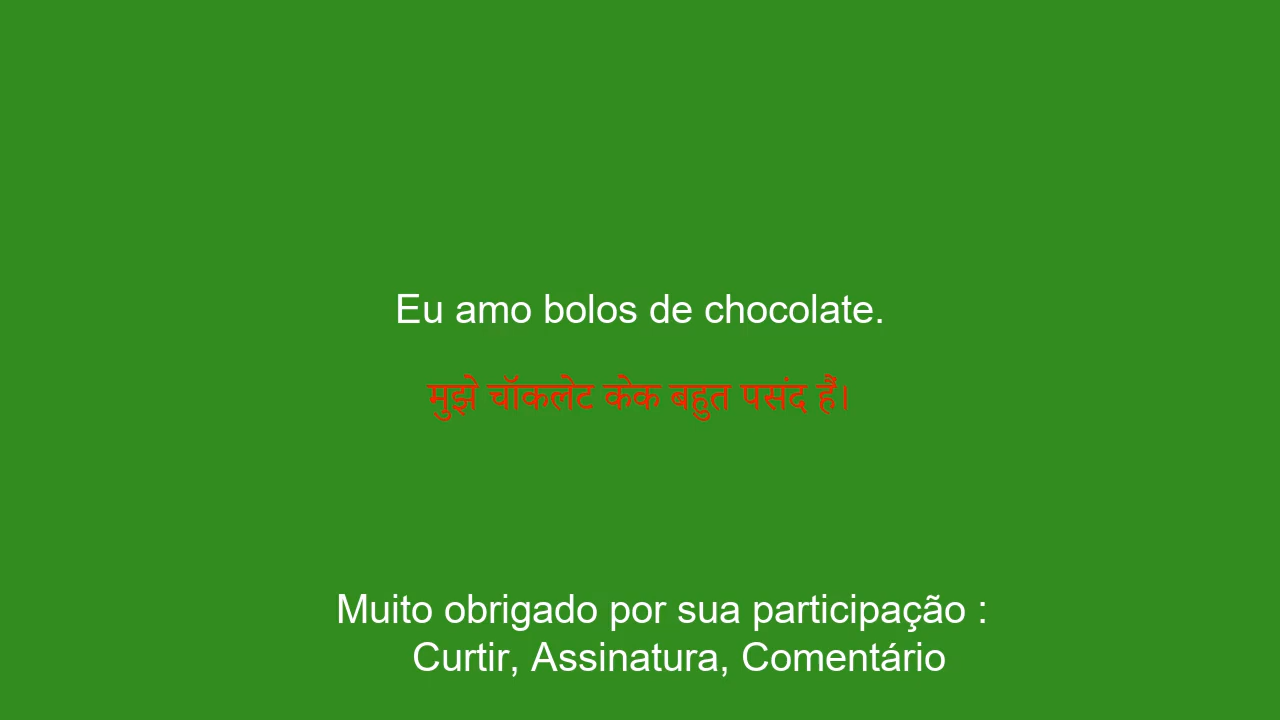 Eu amo bolos de chocolate.
मुझे चॉकलेट केक बहुत पसंद हैं।
Muito obrigado por sua participação :
Curtir, Assinatura, Comentário